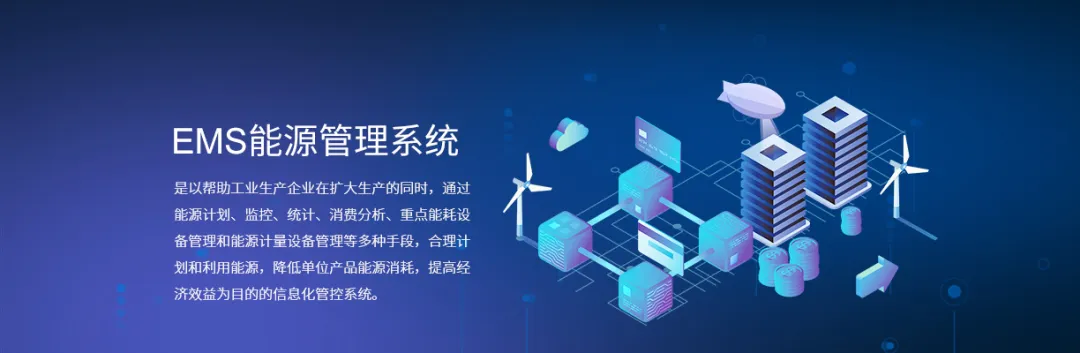 EMS能源管理系统
是以帮助工业生产企业在扩大生产的同时，通过
能源计划、监控、统计、消费分析、重点能耗设
备管理和能源计量设备管理等多种手段，合理计
划和利用能源，降低单位产品能源消耗，提高经
济效益为目的的信息化管控系统。